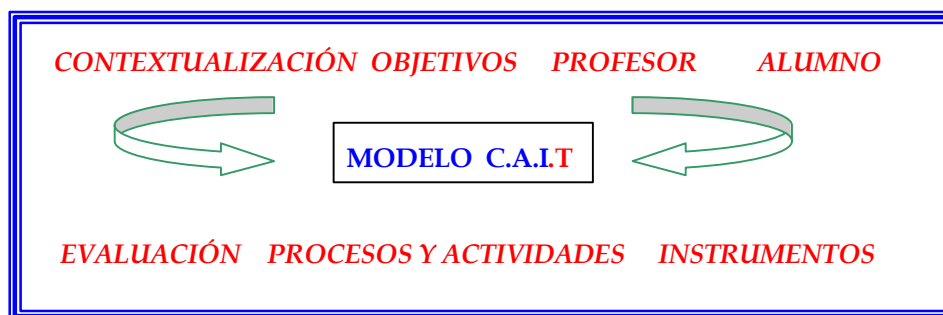 CONTEXTUALIZACIÓN OBJETIVOS PROFESOR ALUMNO
MODELO C.A.I.T
EVALUACIÓN PROCESOS Y ACTIVIDADES INSTRUMENTOS